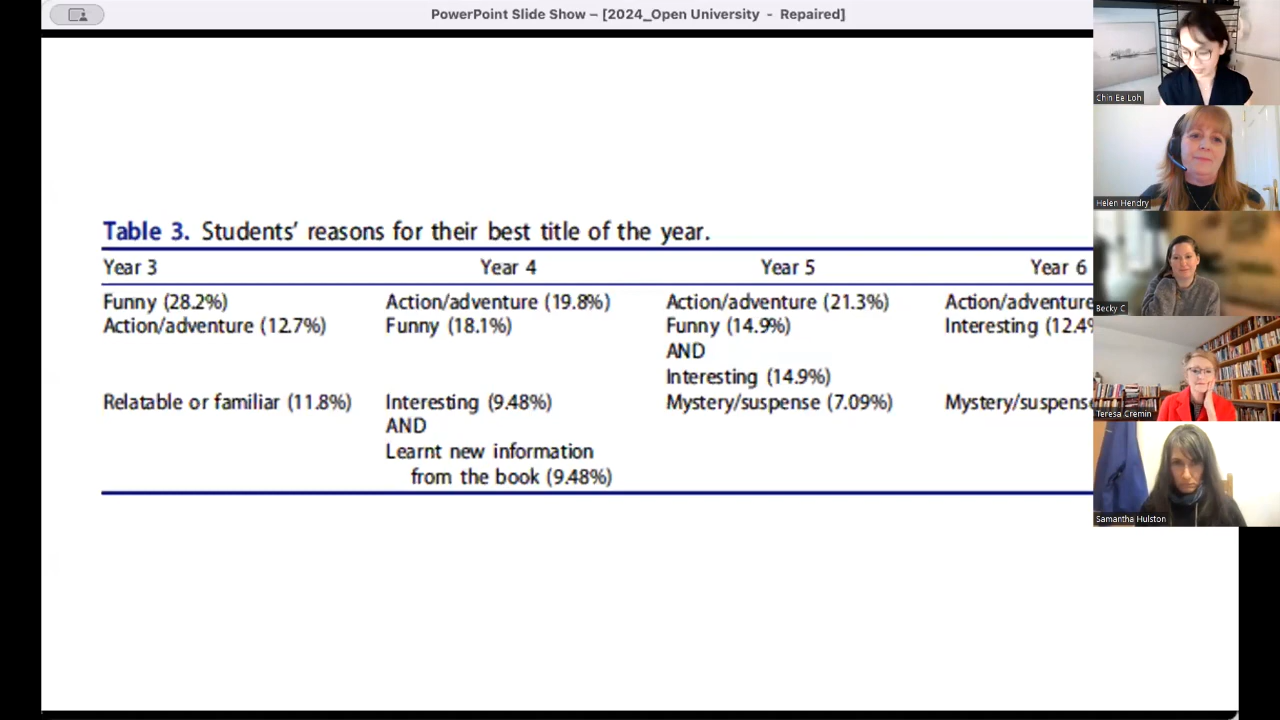 PowerPoint Slide Show – [2024_Open University - Repaired]
Table 3. Students' reasons for their best title of the year.
Year 3 Year 4 Year 5 Year 6
Funny (28.2%) Action/adventure (19.8%) Action/adventure (21.3%) Action/adventure
Action/adventure (12.7%) Funny (18.1%) Funny (14.9%) Interesting (12.4%
AND
Interesting (14.9%)
Relatable or familiar (11.8%) Interesting (9.48%) Mystery/suspense (7.09%) Mystery/suspense
AND
Learnt new information
from the book (9.48%)
Chin Ee Loh
Helen Hendry
Becky C
Teresa Cremin
Samantha Hulston